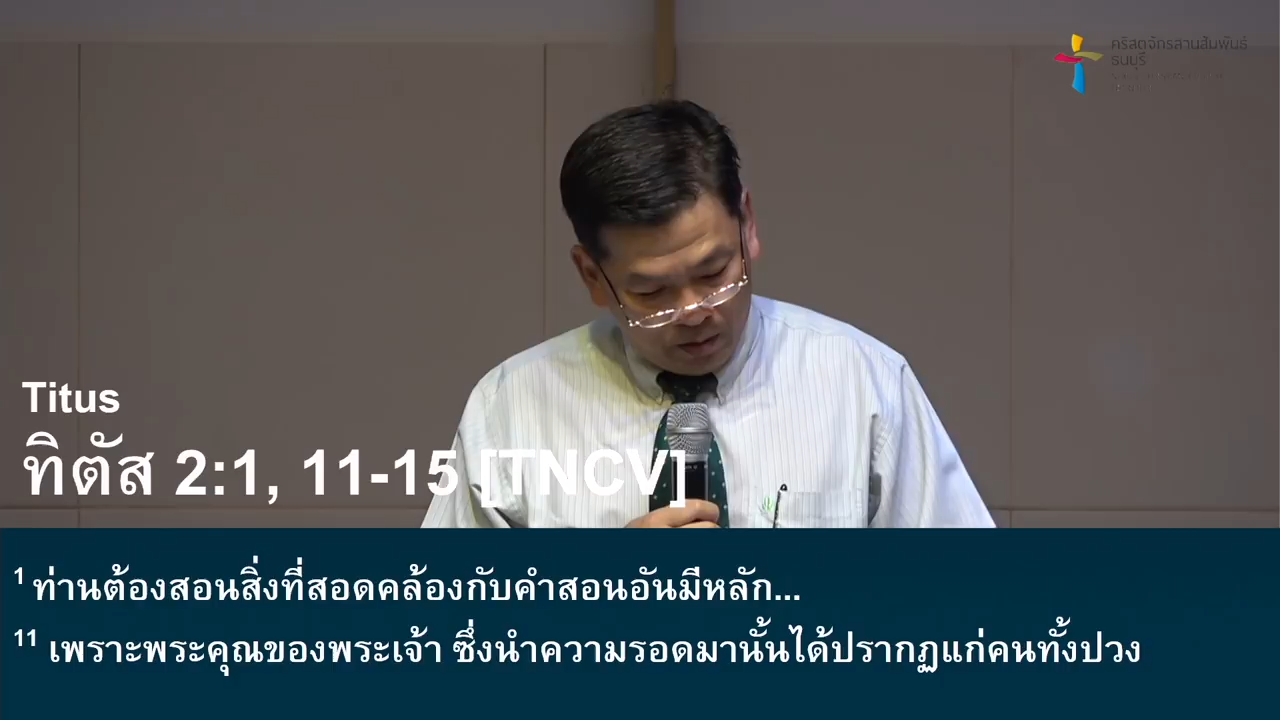 คริสตจักรสานสัมพันธ์
ธนบุรี
Titus
ทิตัส 2:1, 11-15 [TNCV]
1 ท่านต้องสอนสิ่งที่สอดคล้องกับคำสอนอันมีหลัก...
11 เพราะพระคุณของพระเจ้า ซึ่งนำความรอดมานั้นได้ปรากฏแก่คนทั้งปวง